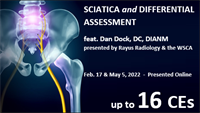 SCIATICA and DIFFERENTIAL
ASSESSMENT
feat. Dan Dock, DC, DIANM
presented by Rayus Radiology & the WSCA
Feb. 17 & May 5, 2022 - Presented Online
up to 16 CEs